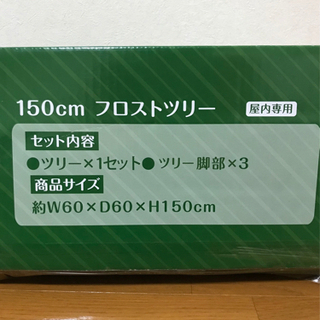 150cm フロストツリー 屋内専用
セット内容
●ツリー×1セット● ツリー脚部×3
商品サイズ
約W60×D60×H150cm